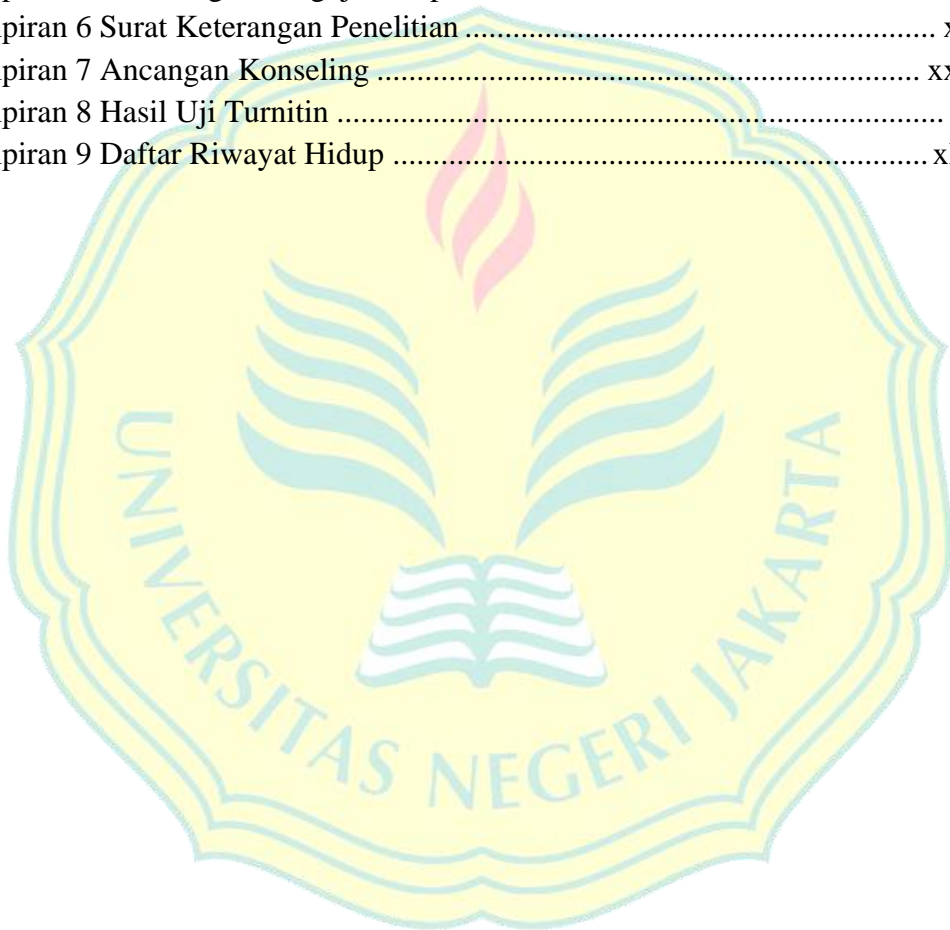 piran 6 Surat Keterangan Penelitian ........................................................... x
piran 7 Ancangan Konseling .................................................................... xx
piran 8 Hasil Uji Turnitin ............................................................................
piran 9 Daftar Riwayat Hidup ................................................................... x
UNIVERSITAS NEGERI JAKARTA